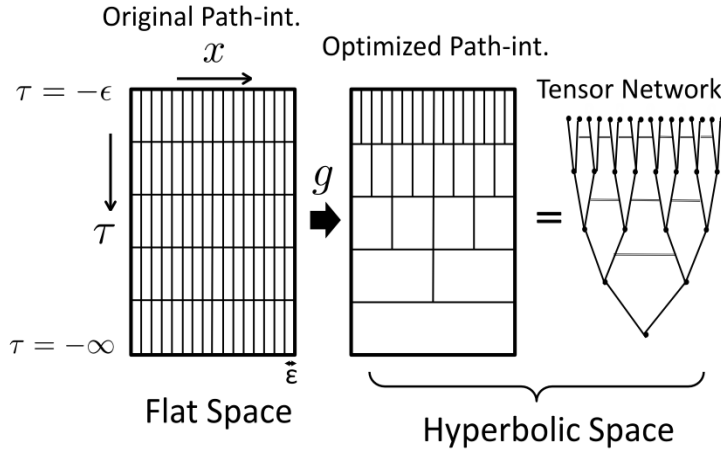 Original Path-int.
x
Optimized Path-int.
τ = −ϵ
Tensor Network
g
τ
=
τ = −∞
ε
Flat Space
Hyperbolic Space